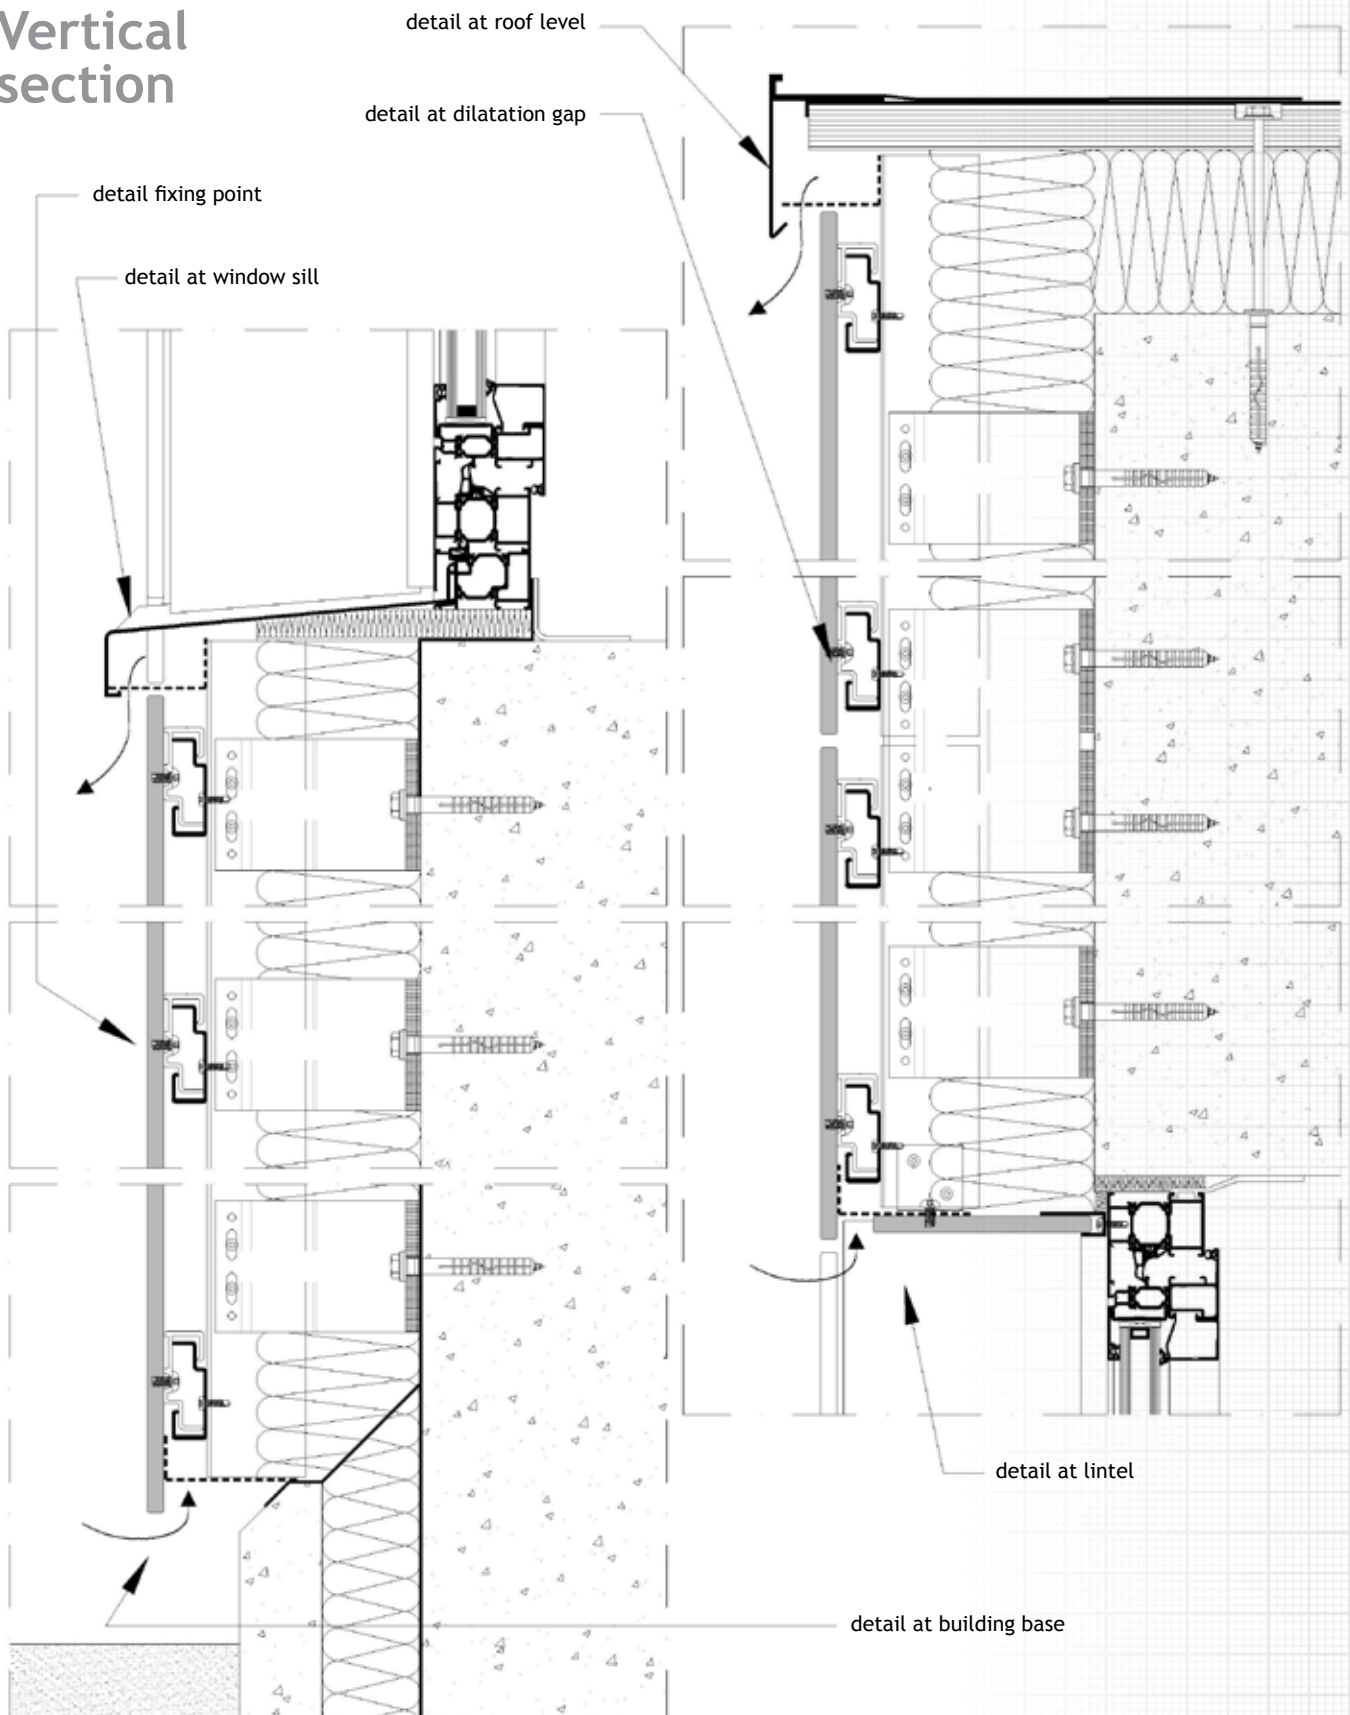 Vertical
section
detail at roof level
detail at dilatation gap
detail fixing point
detail at window sill
detail at lintel
detail at building base